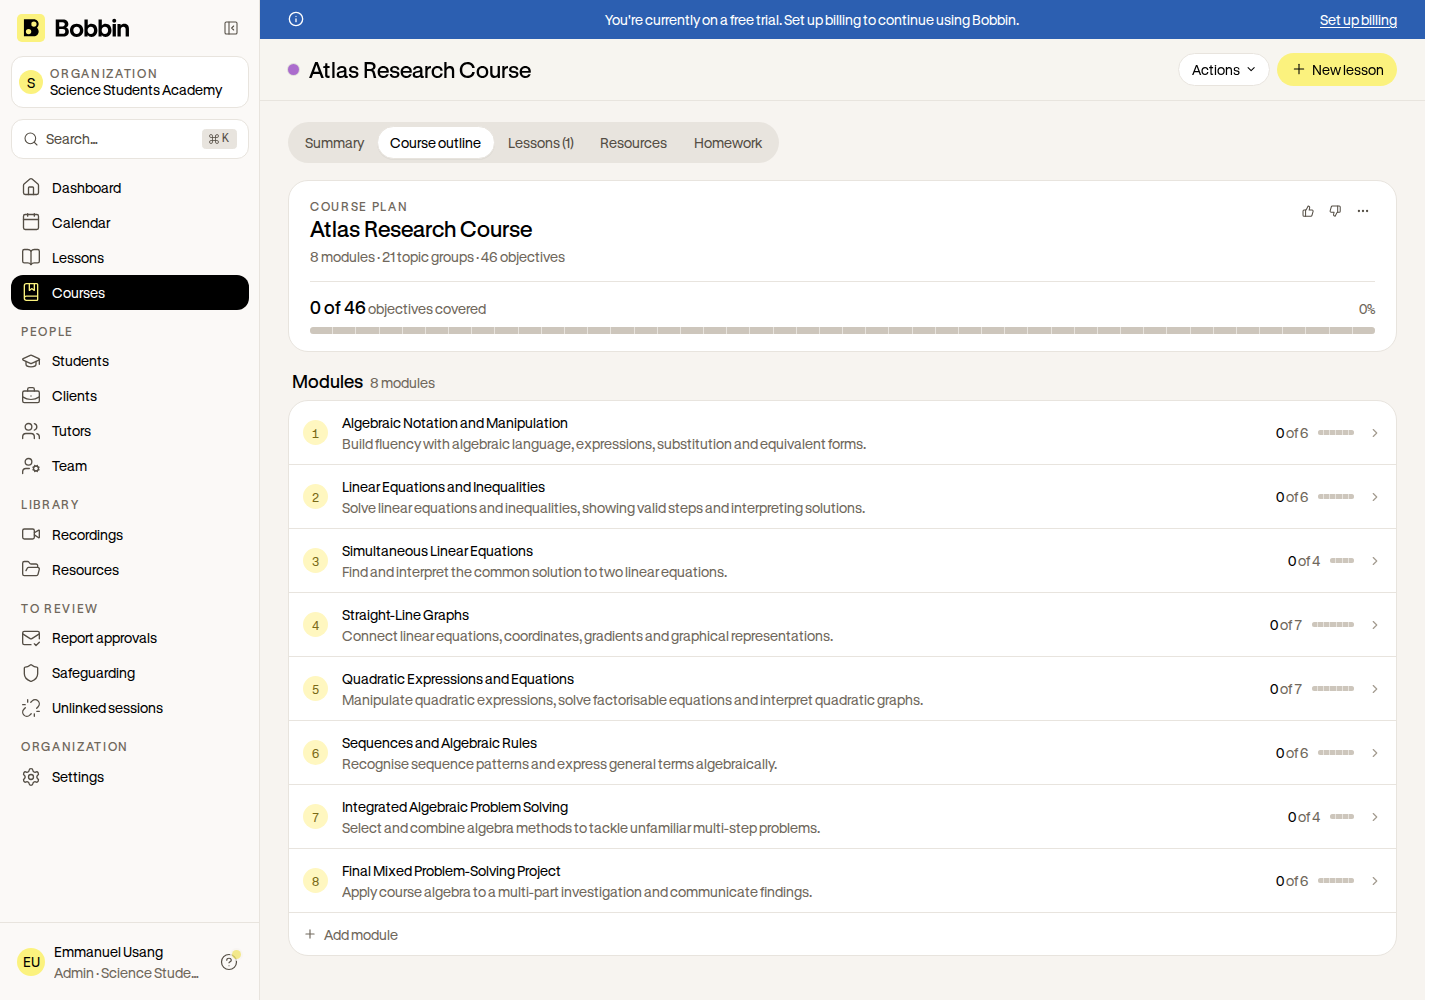 Bobbin
ORGANIZATION
S
Science Students Academy
Search...
⌘ K
Dashboard
Calendar
Lessons
Courses
PEOPLE
Students
Clients
Tutors
Team
LIBRARY
Recordings
Resources
TO REVIEW
Report approvals
Safeguarding
Unlinked sessions
ORGANIZATION
Settings
EU
Emmanuel Usang
Admin · Science Stude...
You're currently on a free trial. Set up billing to continue using Bobbin.
Set up billing
Atlas Research Course
Actions
New lesson
Summary
Course outline
Lessons (1)
Resources
Homework
COURSE PLAN
Atlas Research Course
8 modules · 21 topic groups · 46 objectives
0 of 46 objectives covered
0%
Modules 8 modules
1
Algebraic Notation and Manipulation
Build fluency with algebraic language, expressions, substitution and equivalent forms.
0 of 6
2
Linear Equations and Inequalities
Solve linear equations and inequalities, showing valid steps and interpreting solutions.
0 of 6
3
Simultaneous Linear Equations
Find and interpret the common solution to two linear equations.
0 of 4
4
Straight-Line Graphs
Connect linear equations, coordinates, gradients and graphical representations.
0 of 7
5
Quadratic Expressions and Equations
Manipulate quadratic expressions, solve factorisable equations and interpret quadratic graphs.
0 of 7
6
Sequences and Algebraic Rules
Recognise sequence patterns and express general terms algebraically.
0 of 6
7
Integrated Algebraic Problem Solving
Select and combine algebra methods to tackle unfamiliar multi-step problems.
0 of 4
8
Final Mixed Problem-Solving Project
Apply course algebra to a multi-part investigation and communicate findings.
0 of 6
Add module